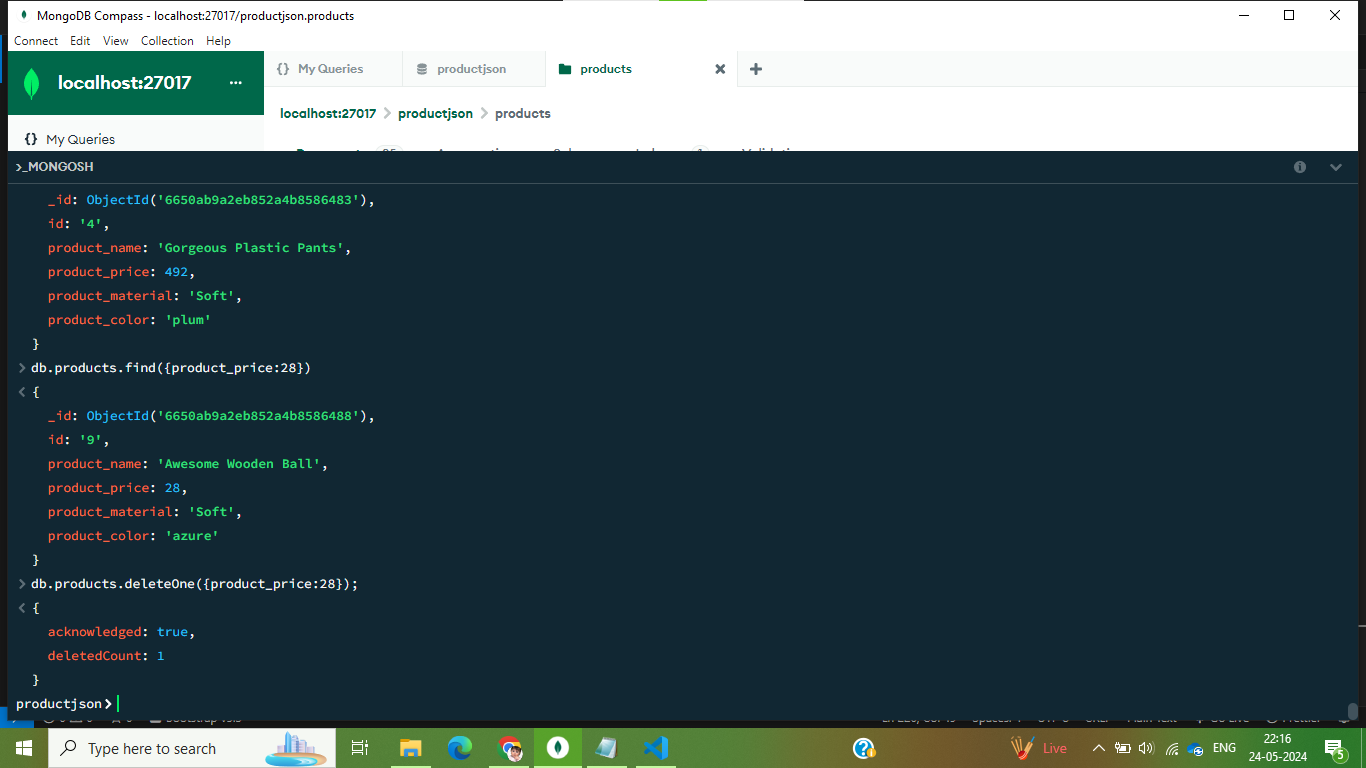 MongoDB Compass - localhost:27017/productjson.products
Connect Edit View Collection Help
localhost:27017 ...
{} My Queries
productjson
products
localhost:27017 > productjson > products
{} My Queries
>_MONGOSH
_id: ObjectId('6650ab9a2eb852a4b8586483'),
id: '4',
product_name: 'Gorgeous Plastic Pants',
product_price: 492,
product_material: 'Soft',
product_color: 'plum'
}
> db.products.find({product_price:28})
< {
_id: ObjectId('6650ab9a2eb852a4b8586488'),
id: '9',
product_name: 'Awesome Wooden Ball',
product_price: 28,
product_material: 'Soft',
product_color: 'azure'
}
> db.products.deleteOne({product_price:28});
< {
acknowledged: true,
deletedCount: 1
}
productjson>
Type here to search
Live
ENG
22:16
24-05-2024
5